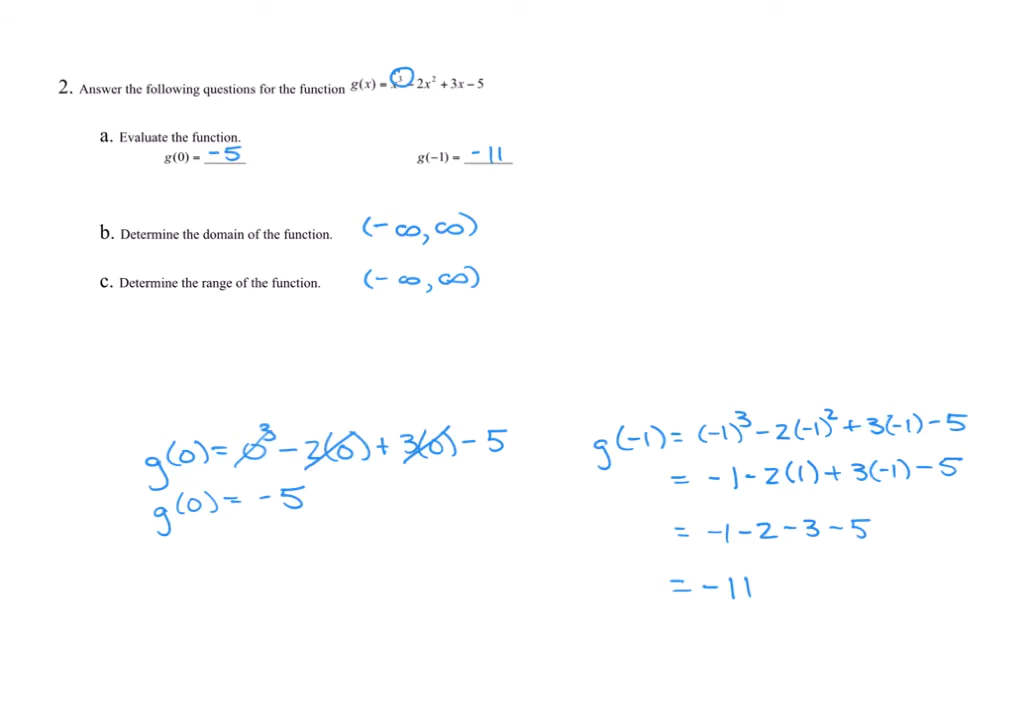 2. Answer the following questions for the function g(x) = x³ - 2x² + 3x - 5
a. Evaluate the function.
g(0) = -5 g(-1) = -11
b. Determine the domain of the function. (-∞, ∞)
c. Determine the range of the function. (-∞, ∞)
g(0) = 0³ - 2(0) + 3(0) - 5
g(0) = -5
g(-1) = (-1)³ - 2(-1)² + 3(-1) - 5
= -1 - 2(1) + 3(-1) - 5
= -1 - 2 - 3 - 5
= -11